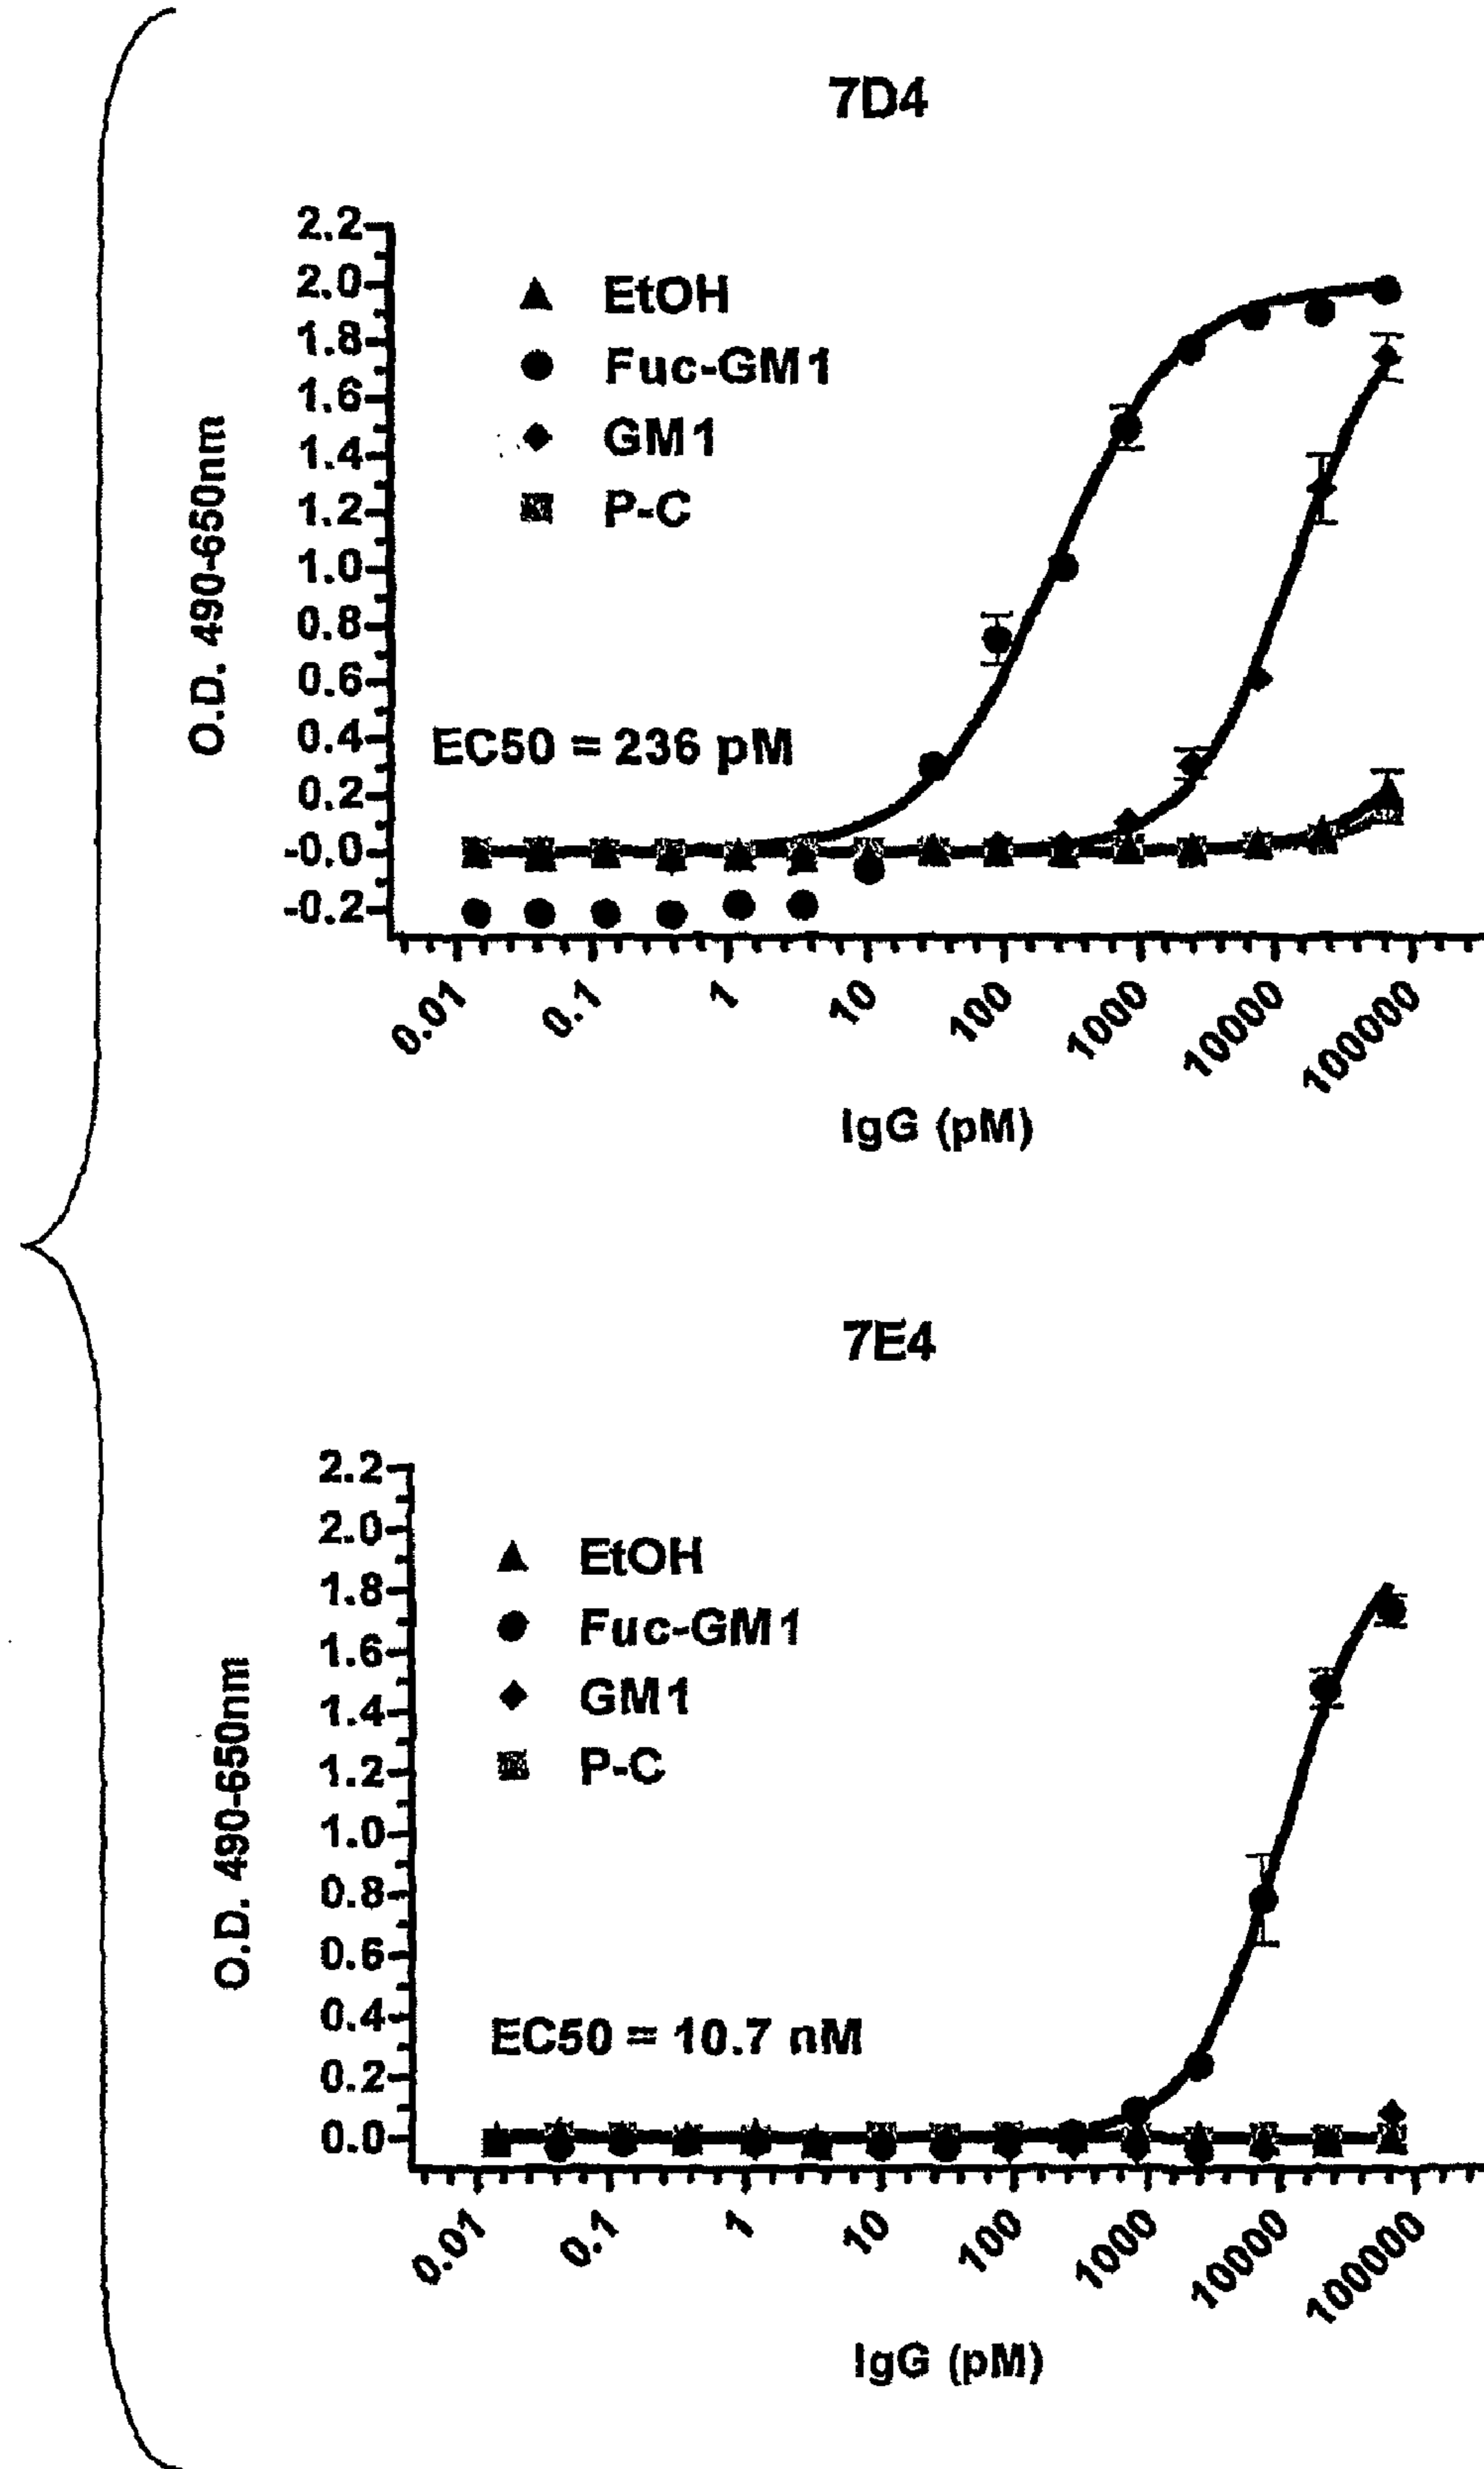 7D4
2.2
2.0
1.8
1.6
1.4
1.2
1.0
0.8
0.6
0.4
0.2
-0.0
-0.2
O.D. 490-650nm
EtOH
Fuc-GM1
GM1
P-C
EC50 = 236 pM
0.01 0.1 1 10 100 1000 10000 100000
IgG (pM)
7E4
2.2
2.0
1.8
1.6
1.4
1.2
1.0
0.8
0.6
0.4
0.2
0.0
O.D. 490-650nm
EtOH
Fuc-GM1
GM1
P-C
EC50 = 10.7 nM
0.01 0.1 1 10 100 1000 10000 100000
IgG (pM)